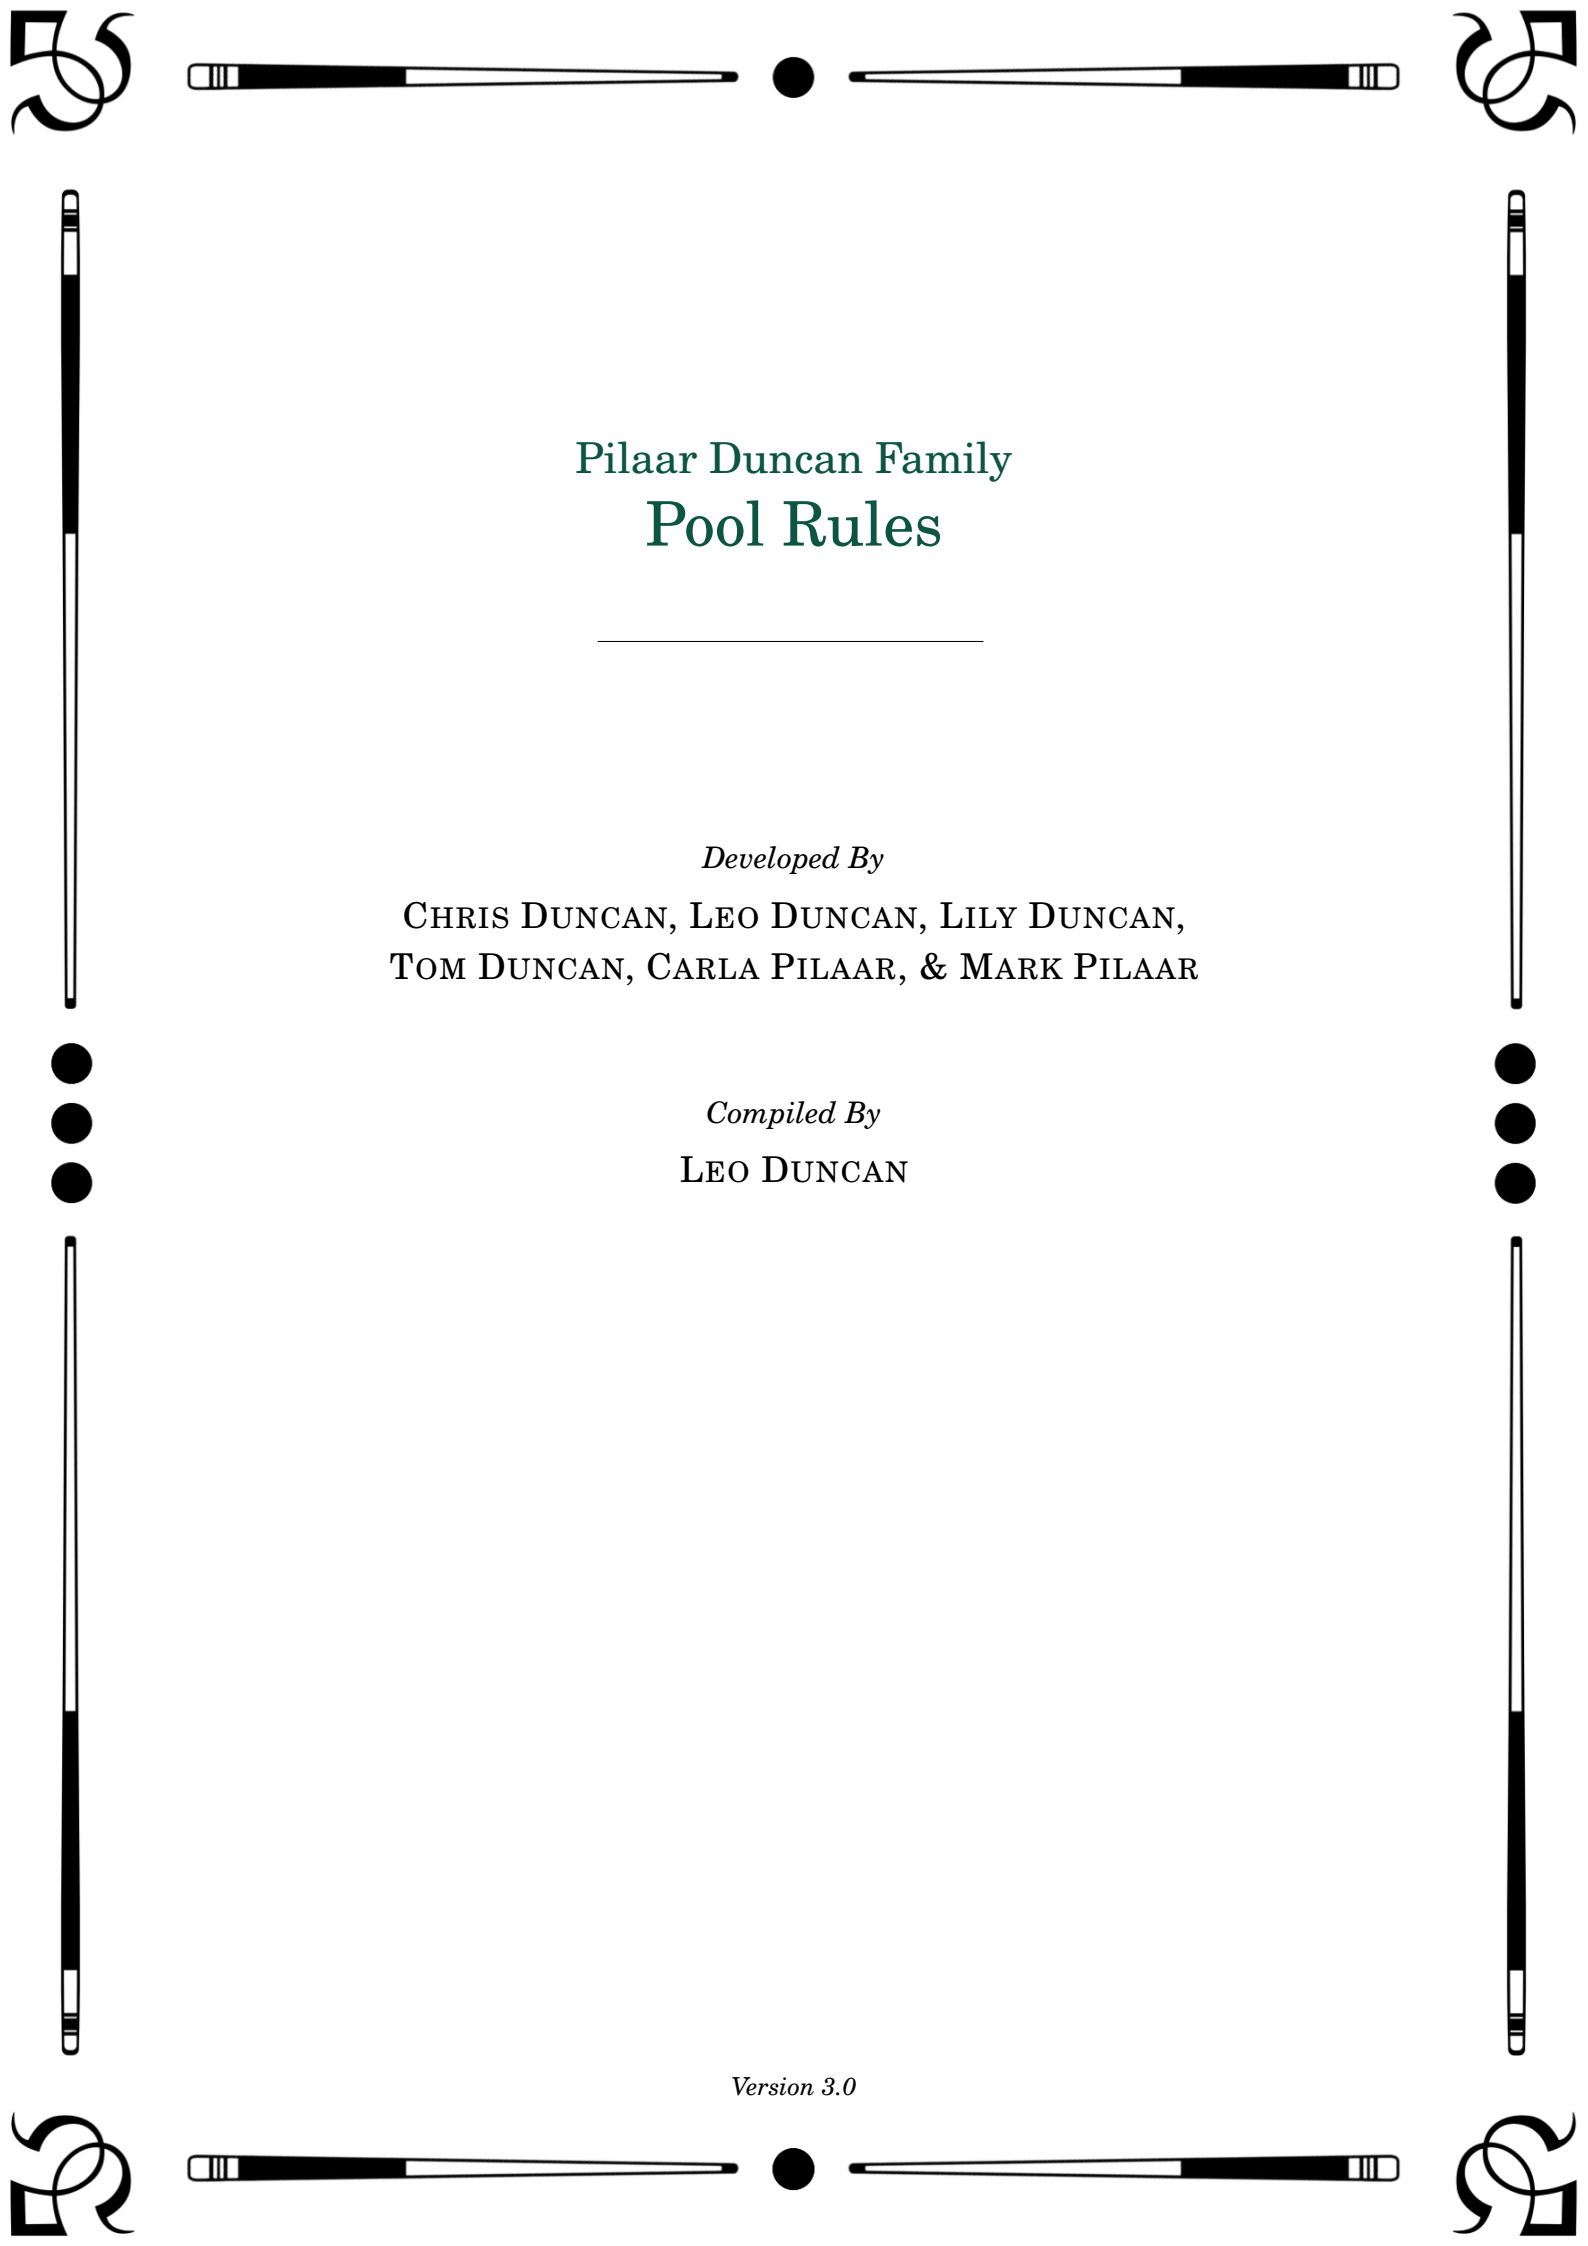 Pilaar Duncan Family
Pool Rules
Developed By
Chris Duncan, Leo Duncan, Lily Duncan,
Tom Duncan, Carla Pilaar, & Mark Pilaar
Compiled By
Leo Duncan
Version 3.0